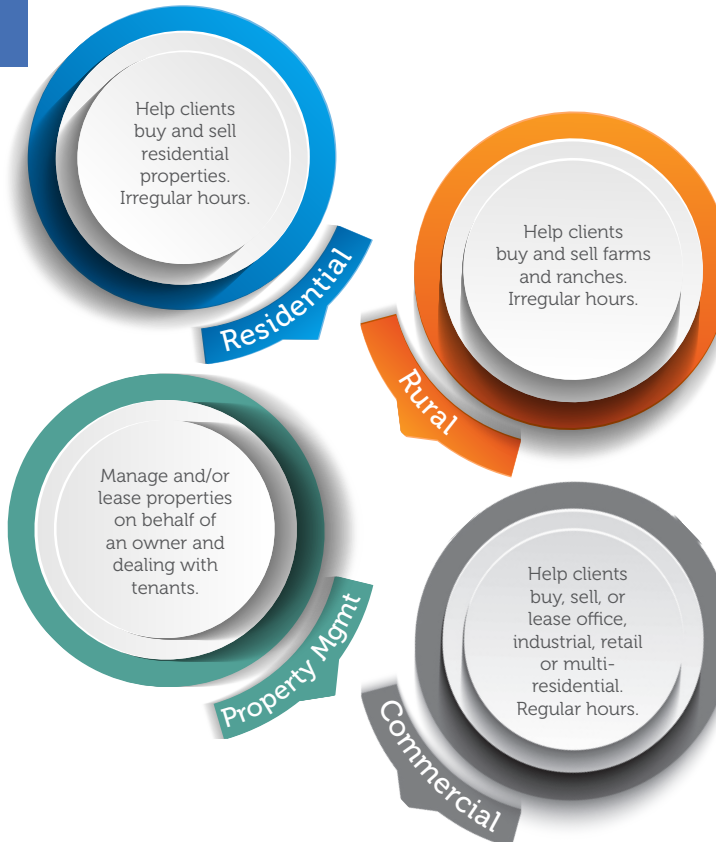 Help clients
buy and sell
residential
properties.
Irregular hours.
Residential
Help clients
buy and sell farms
and ranches.
Irregular hours.
Rural
Manage and/or
lease properties
on behalf of
an owner and
dealing with
tenants.
Property Mgmt
Help clients
buy, sell, or
lease office,
industrial, retail
or multi-
residential.
Regular hours.
Commercial